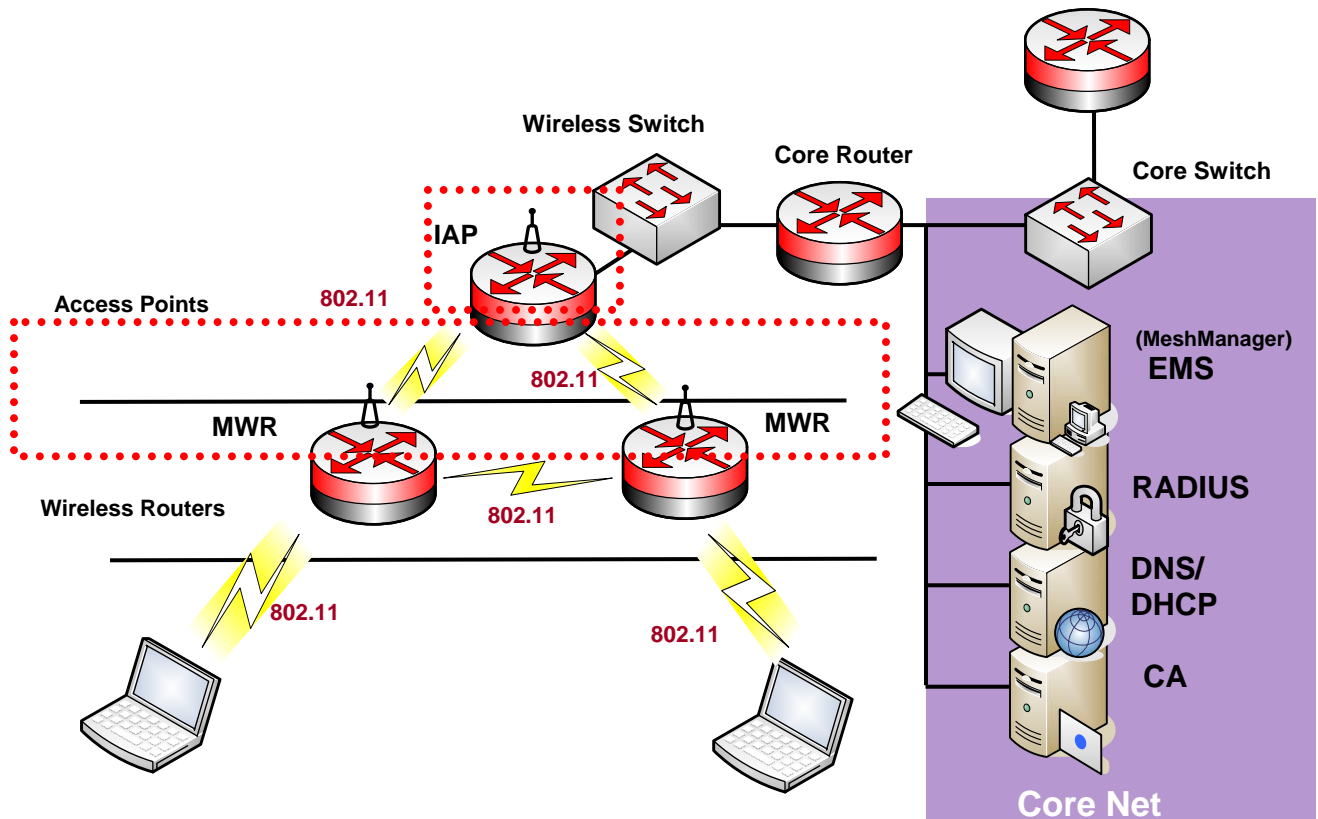 Wireless Switch
Core Router
Core Switch
IAP
Access Points
802.11
802.11
(MeshManager)
EMS
MWR
MWR
RADIUS
Wireless Routers
802.11
DNS/
DHCP
802.11
802.11
CA
Core Net